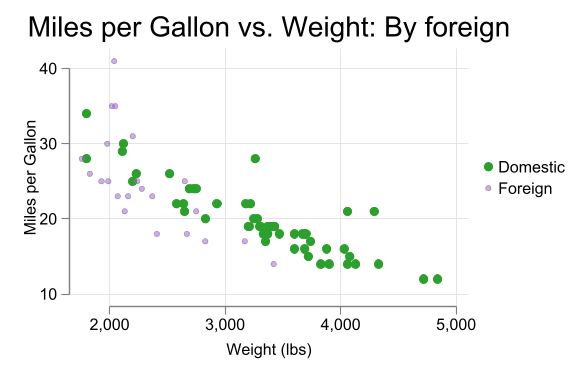 Miles per Gallon vs. Weight: By foreign
Miles per Gallon
40
30
20
10
2,000 3,000 4,000 5,000
Weight (lbs)
Domestic
Foreign